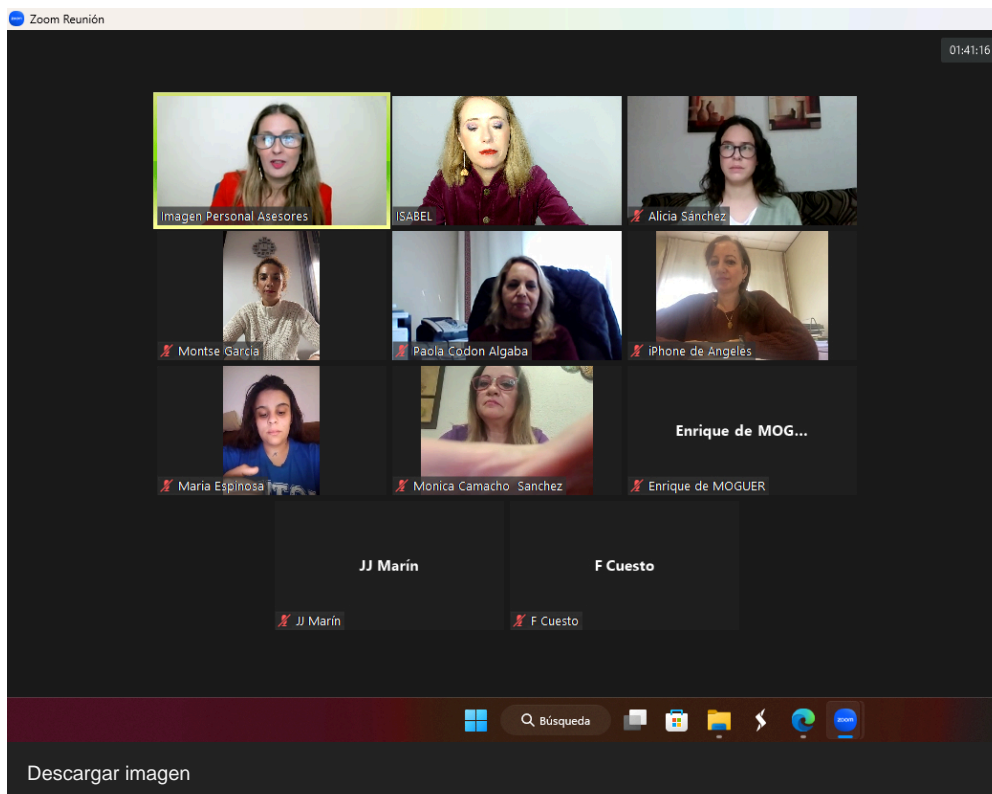 Zoom Reunión
01:41:16
Imagen Personal Asesores
ISABEL
Alicia Sánchez
Montse Garcia
Paola Codon Algaba
iPhone de Angeles
Maria Espinosa
Monica Camacho Sanchez
Enrique de MOG...
Enrique de MOGUER
JJ Marín
F Cuesto
JJ Marín
F Cuesto
Búsqueda
zoom
Descargar imagen